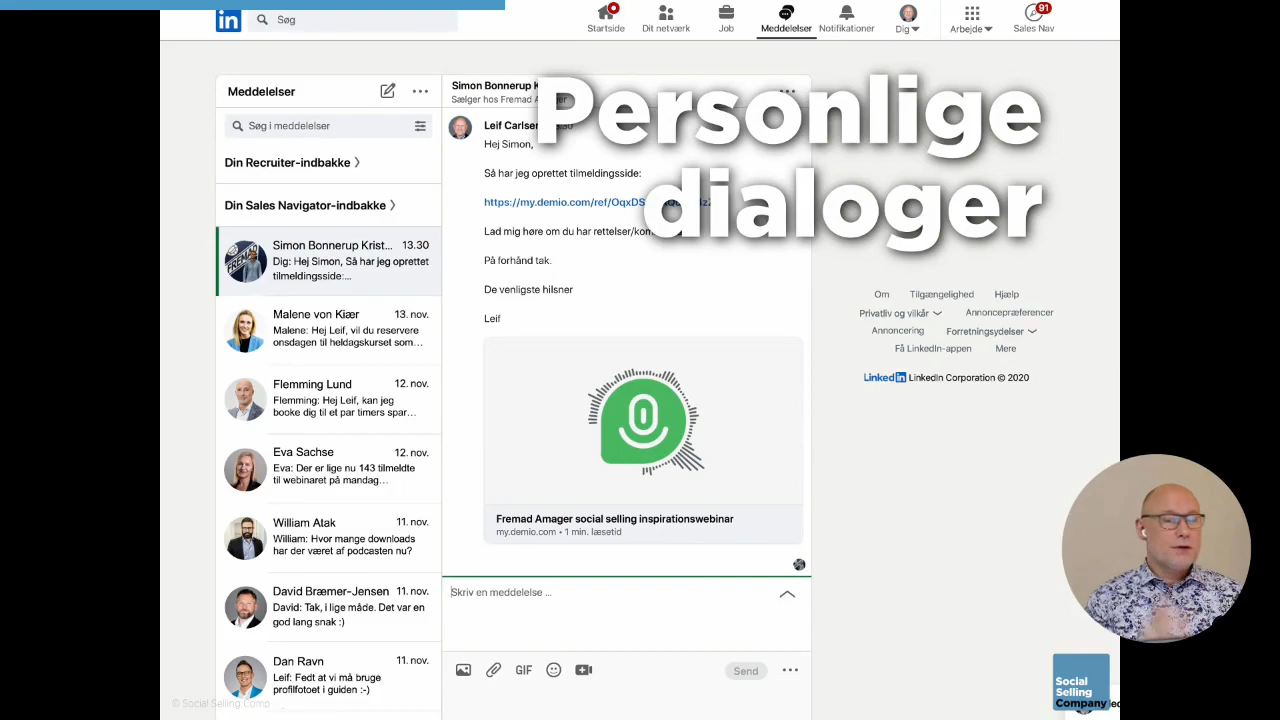 in
Søg
Startside
Dit netværk
Job
Meddelelser
Notifikationer
Dig
Arbejde
91
Sales Nav
Personlige
dialoger
Meddelelser
Søg i meddelelser
Din Recruiter-indbakke
Din Sales Navigator-indbakke
Simon Bonnerup Krist... 13.30
Dig: Hej Simon, Så har jeg oprettet
tilmeldingsside:...
FREMAD
Malene von Kiær 13. nov.
Malene: Hej Leif, vil du reservere
onsdagen til heldagskurset som...
Flemming Lund 12. nov.
Flemming: Hej Leif, kan jeg
booke dig til et par timers spar...
Eva Sachse 12. nov.
Eva: Der er lige nu 143 tilmeldte
til webinaret på mandag...
William Atak 11. nov.
William: Hvor mange downloads
har der været af podcasten nu?
David Bræmer-Jensen 11. nov.
David: Tak, i lige måde. Det var en
god lang snak :)
Dan Ravn 11. nov.
Leif: Fedt at vi må bruge
profilfotoet i guiden :-)
© Social Selling Comp
Simon Bonnerup
Sælger hos Fremad
Leif
Hej Simon,
Så har jeg oprettet tilmeldingsside:
Lad mig høre om du har
På forhånd tak.
De venligste hilsner
Leif
Fremad Amager social selling inspirationswebinar
my.demio.com • 1 min. læsetid
Skriv en meddelelse ...
GIF
Send
Om Tilgængelighed Hjælp
Privatliv og vilkår Annoncepræferencer
Annoncering Forretningsydelser
Få LinkedIn-appen Mere
Linked in LinkedIn Corporation © 2020
Social
Selling
Company